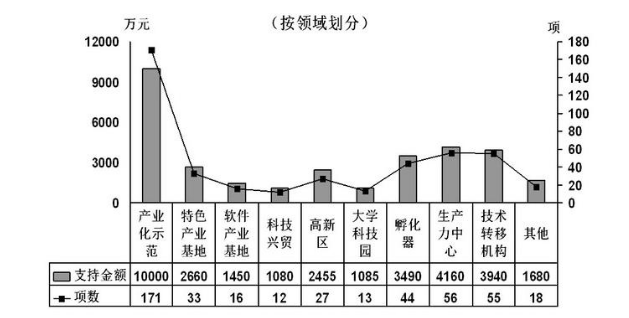 万元 (按领域划分) 项
12000 180
160
9000 140
120
6000 100
80
3000 60
40
20
0 0
产业化示范 特色产业基地 软件产业基地 科技兴贸 高新区 大学科技园 孵化器 生产力中心 技术转移机构 其他
支持金额 10000 2660 1450 1080 2455 1085 3490 4160 3940 1680
项数 171 33 16 12 27 13 44 56 55 18